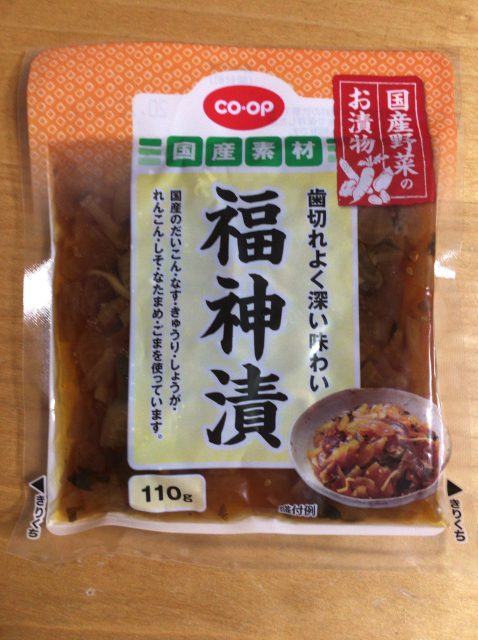 CO·OP
国産野菜の
お漬物
国産素材
歯切れよく深い味わい
福神漬
国産のだいこん・なす・きゅうり・しょうが・
れんこん・しそ・なたまめ・ごまを使っています。
110g
盛付例
きりくち
きりくち